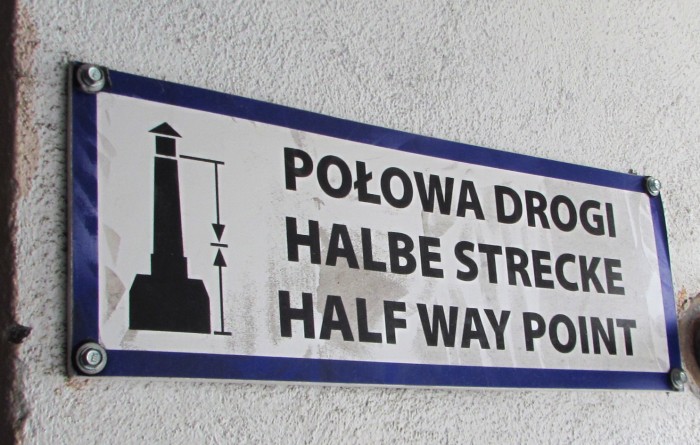 POŁOWA DROGI
HALBE STRECKE
HALF WAY POINT